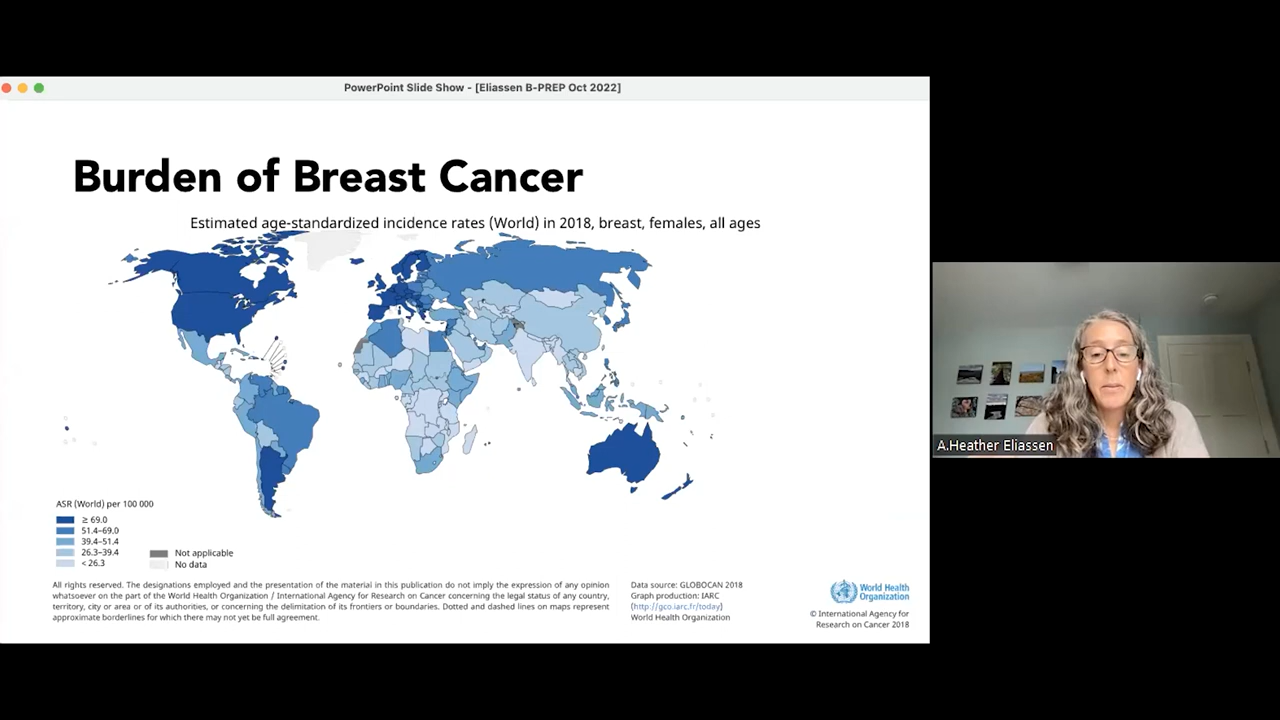 PowerPoint Slide Show - [Eliassen B-PREP Oct 2022]
Burden of Breast Cancer
Estimated age-standardized incidence rates (World) in 2018, breast, females, all ages
ASR (World) per 100 000
≥ 69.0
51.4–69.0
39.4–51.4
26.3–39.4
< 26.3
Not applicable
No data
All rights reserved. The designations employed and the presentation of the material in this publication do not imply the expression of any opinion
whatsoever on the part of the World Health Organization / International Agency for Research on Cancer concerning the legal status of any country,
territory, city or area or of its authorities, or concerning the delimitation of its frontiers or boundaries. Dotted and dashed lines on maps represent
approximate borderlines for which there may not yet be full agreement.
Data source: GLOBOCAN 2018
Graph production: IARC
(http://gco.iarc.fr/today)
World Health Organization
World Health
Organization
© International Agency for
Research on Cancer 2018
A.Heather Eliassen